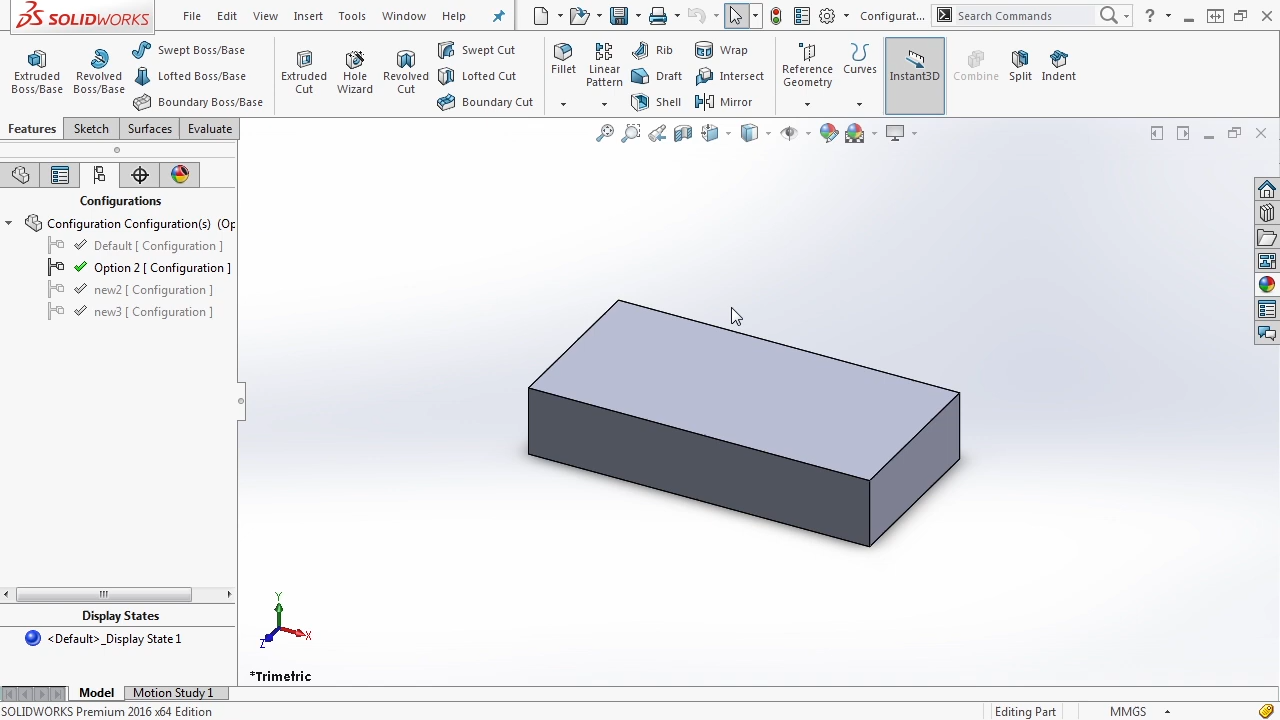 SOLIDWORKS File Edit View Insert Tools Window Help Configurat... Search Commands ?
Extruded Boss/Base
Revolved Boss/Base
Swept Boss/Base
Lofted Boss/Base
Boundary Boss/Base
Extruded Cut
Hole Wizard
Revolved Cut
Swept Cut
Lofted Cut
Boundary Cut
Fillet
Linear Pattern
Rib
Draft
Shell
Wrap
Intersect
Mirror
Reference Geometry
Curves
Instant3D
Combine
Split
Indent
Features Sketch Surfaces Evaluate
Configurations
Configuration Configuration(s) (Op
Default [ Configuration ]
Option 2 [ Configuration ]
new2 [ Configuration ]
new3 [ Configuration ]
Display States
<Default>_Display State 1
Y
X
Z
*Trimetric
Model Motion Study 1
SOLIDWORKS Premium 2016 x64 Edition Editing Part MMGS